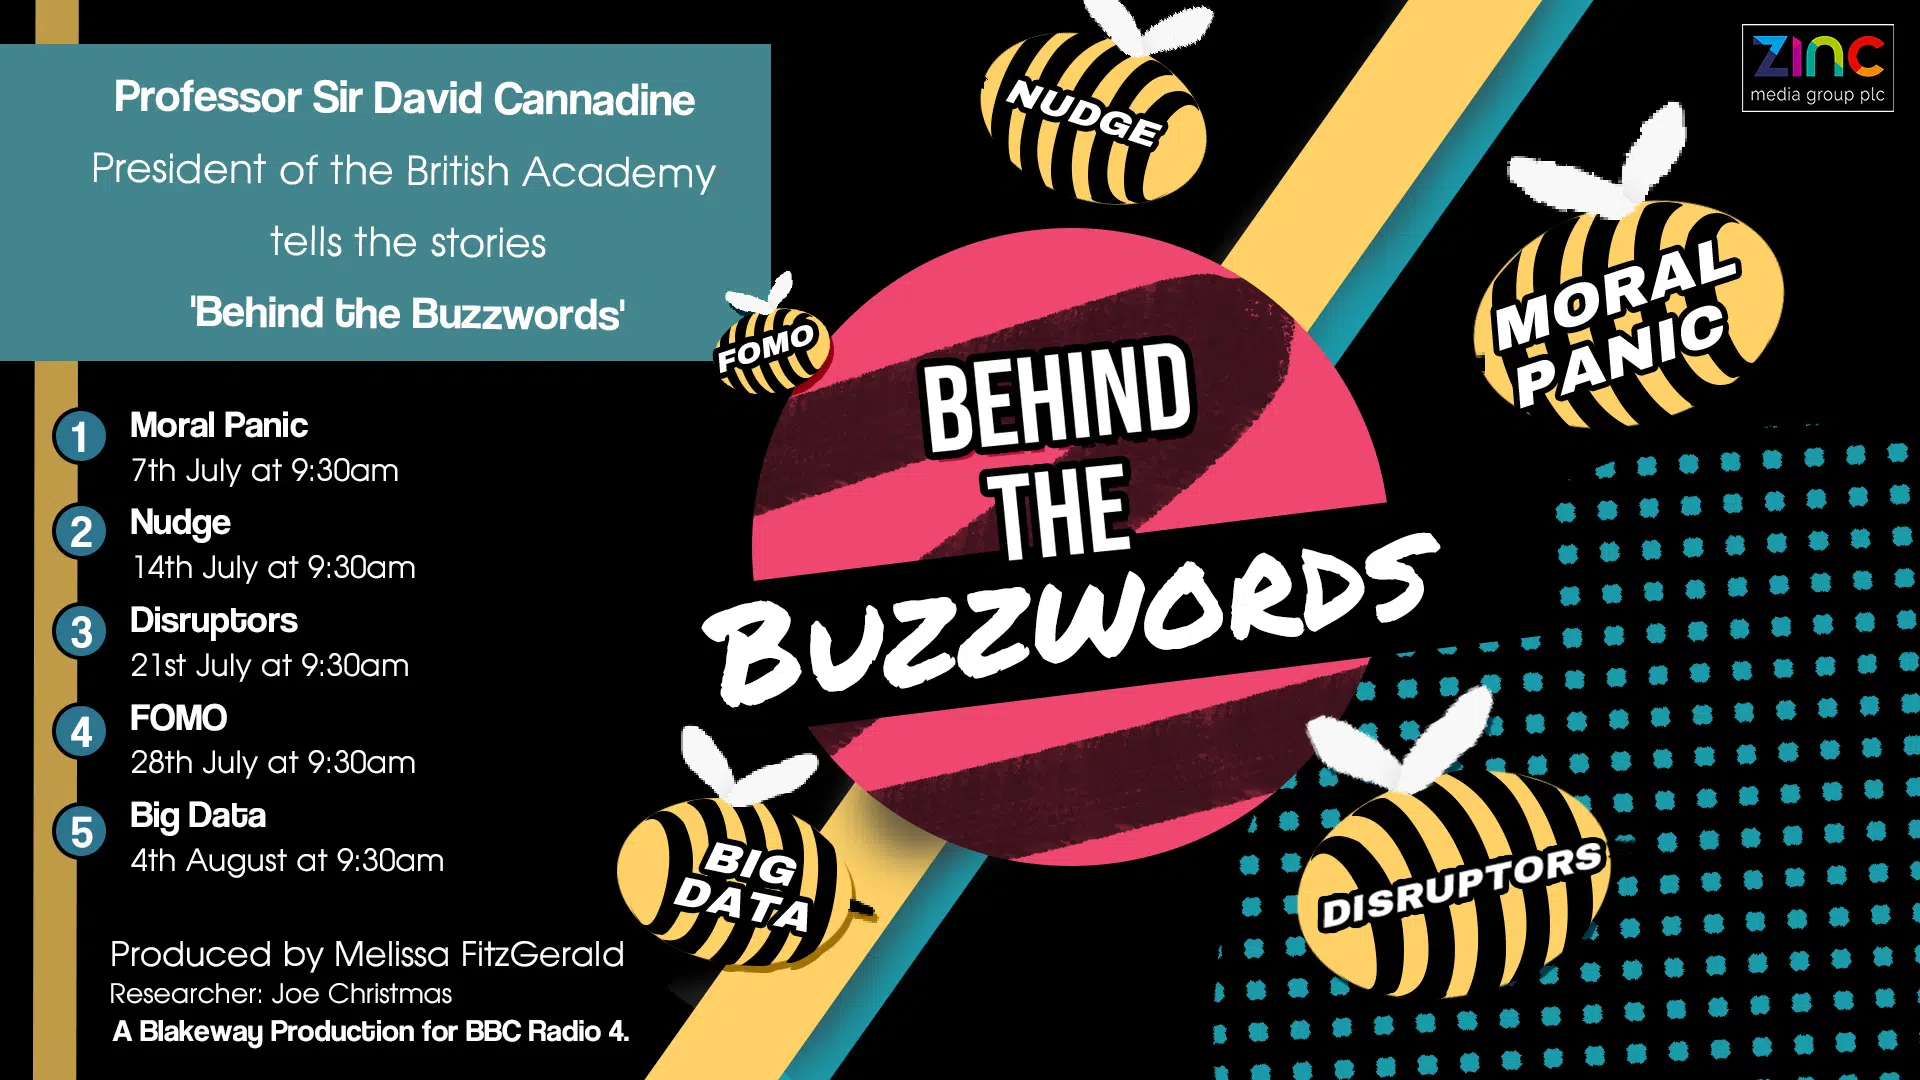 Professor Sir David Cannadine
President of the British Academy
tells the stories
'Behind the Buzzwords'
1 Moral Panic
7th July at 9:30am
2 Nudge
14th July at 9:30am
3 Disruptors
21st July at 9:30am
4 FOMO
28th July at 9:30am
5 Big Data
4th August at 9:30am
Produced by Melissa FitzGerald
Researcher: Joe Christmas
A Blakeway Production for BBC Radio 4.
NUDGE
FOMO
BEHIND
THE
BUZZWORDS
MORAL
PANIC
BIG
DATA
DISRUPTORS
zinc
media group plc